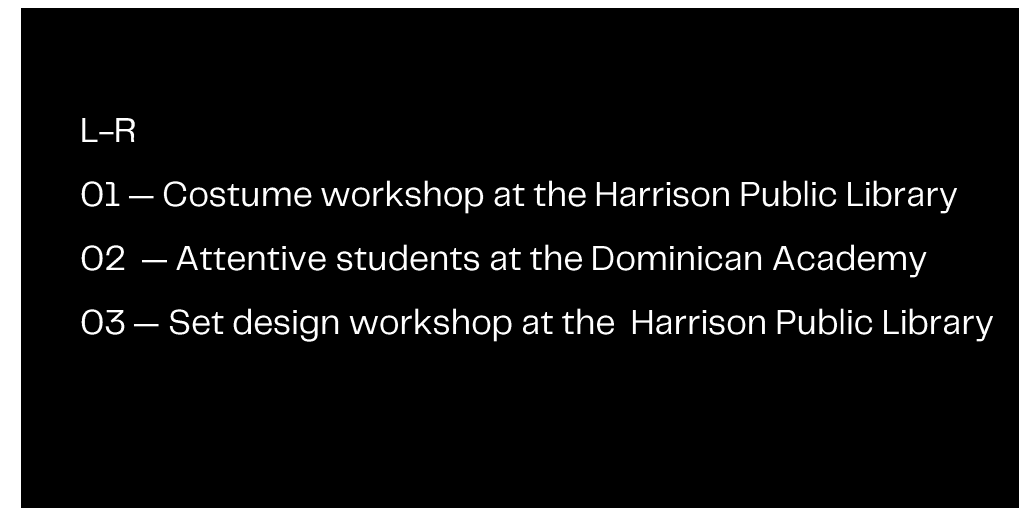 L–R
01 — Costume workshop at the Harrison Public Library
02 — Attentive students at the Dominican Academy
03 — Set design workshop at the Harrison Public Library